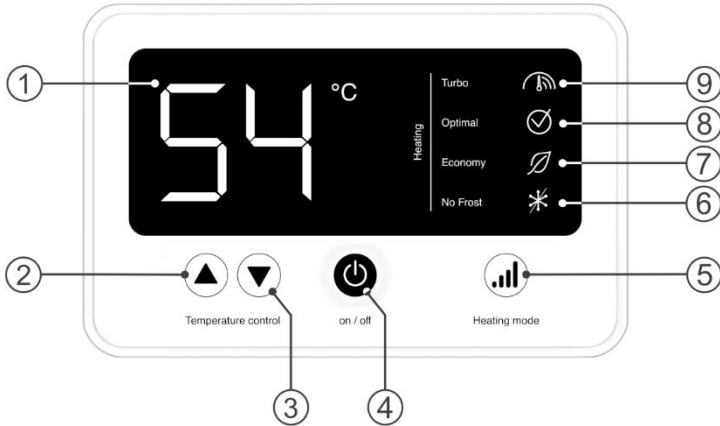 1
54 °C
Heating
Turbo
9
Optimal
8
Economy
7
No Frost
6
2
5
Temperature control
on / off
Heating mode
3
4